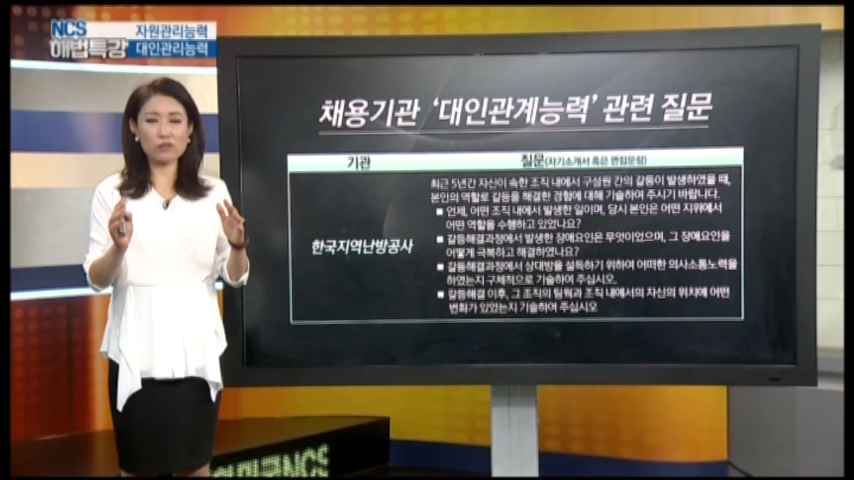 NCS 자원관리능력
해법특강 대인관리능력
채용기관 ‘대인관계능력’ 관련 질문
기관 질문(자기소개서 혹은 면접문항)
한국지역난방공사
최근 5년간 자신이 속한 조직 내에서 구성원 간의 갈등이 발생하였을 때,
본인의 역할로 갈등을 해결한 경험에 대해 기술하여 주시기 바랍니다.
■ 언제, 어떤 조직 내에서 발생한 일이며, 당시 본인은 어떤 지위에서
어떤 역할을 수행하고 있었나요?
■ 갈등해결과정에서 발생한 장애요인은 무엇이었으며, 그 장애요인을
어떻게 극복하고 해결하였나요?
■ 갈등해결과정에서 상대방을 설득하기 위하여 어떠한 의사소통노력을
하였는지 구체적으로 기술하여 주십시오.
■ 갈등해결 이후, 그 조직의 팀웍과 조직 내에서의 자신의 위치에 어떤
변화가 있었는지 기술하여 주십시오
NCS